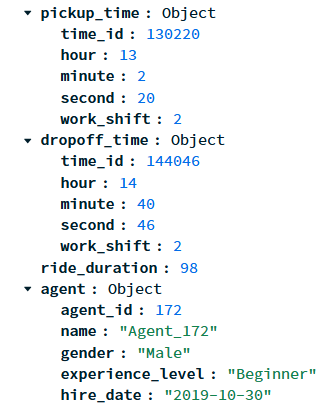 pickup_time : Object
time_id : 130220
hour : 13
minute : 2
second : 20
work_shift : 2
dropoff_time : Object
time_id : 144046
hour : 14
minute : 40
second : 46
work_shift : 2
ride_duration : 98
agent : Object
agent_id : 172
name : "Agent_172"
gender : "Male"
experience_level : "Beginner"
hire_date : "2019-10-30"